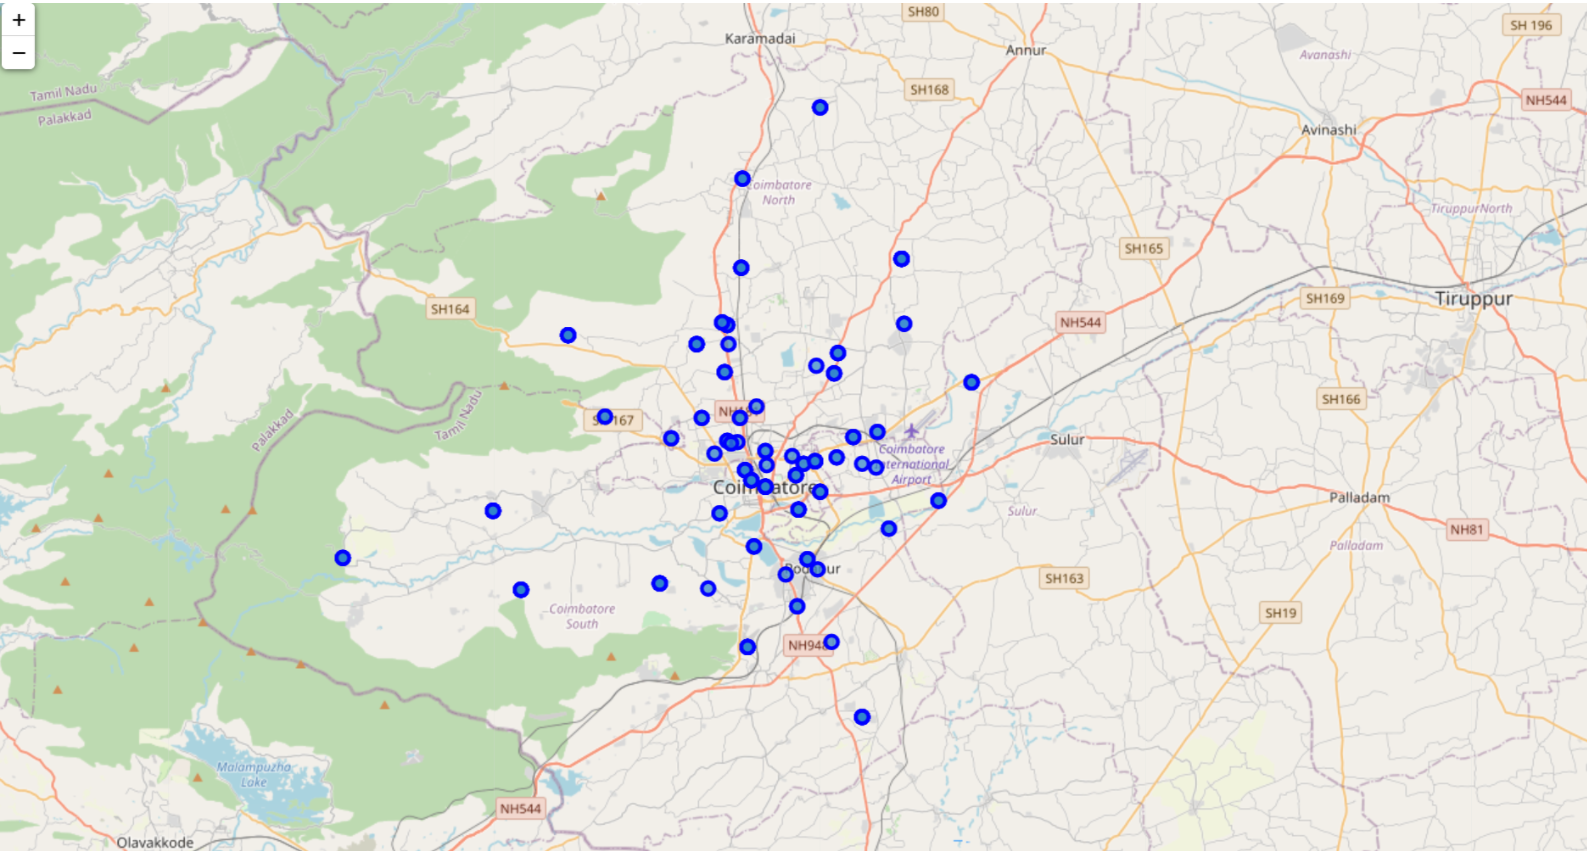 +
−
SH80
SH 196
Karamadai
Annur
Avanashi
Tamil Nadu
SH168
NH544
Palakkad
Avinashi
Coimbatore
North
TiruppurNorth
SH165
SH169
Tiruppur
SH164
NH544
SH166
Palakkad
Tamil Nadu
Sulur
Coimbatore
International
Airport
Coimbatore
Palladam
Sulur
NH81
Palladam
SH163
Coimbatore
South
SH19
Malampuzha
Lake
NH544
Olavakkode